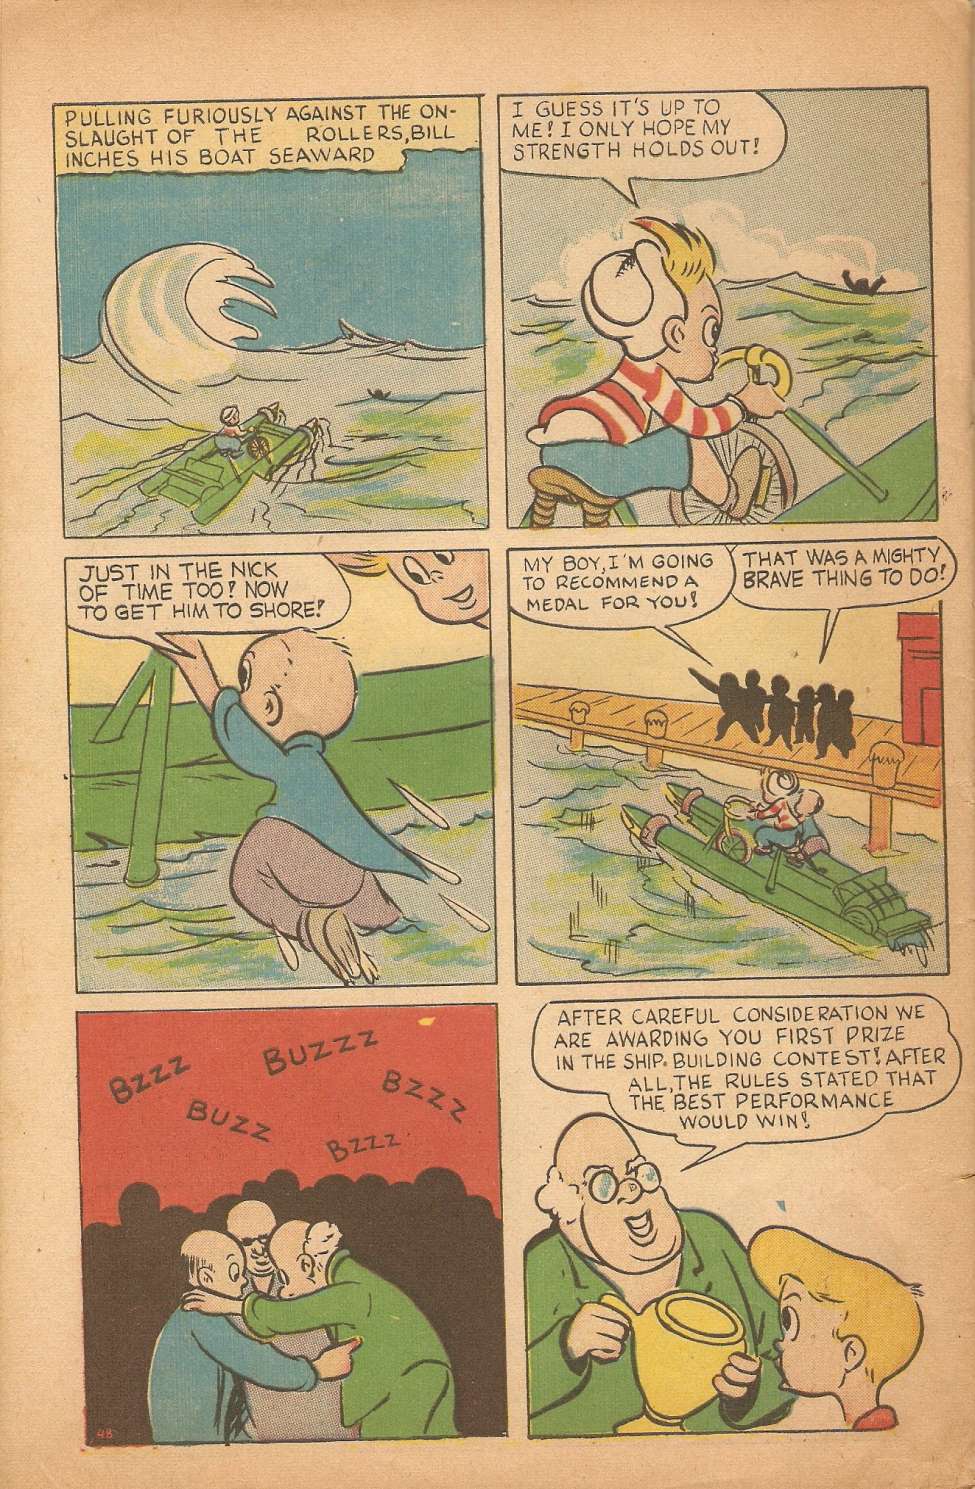 PULLING FURIOUSLY AGAINST THE ON-
SLAUGHT OF THE ROLLERS, BILL
INCHES HIS BOAT SEAWARD
I GUESS IT'S UP TO
ME! I ONLY HOPE MY
STRENGTH HOLDS OUT!
JUST IN THE NICK
OF TIME TOO! NOW
TO GET HIM TO SHORE!
MY BOY, I'M GOING
TO RECOMMEND A
MEDAL FOR YOU!
THAT WAS A MIGHTY
BRAVE THING TO DO!
BZZZ
BUZZZ
BUZZ
BZZZ
BZZZ
48
AFTER CAREFUL CONSIDERATION WE
ARE AWARDING YOU FIRST PRIZE
IN THE SHIP-BUILDING CONTEST! AFTER
ALL, THE RULES STATED THAT
THE BEST PERFORMANCE
WOULD WIN!